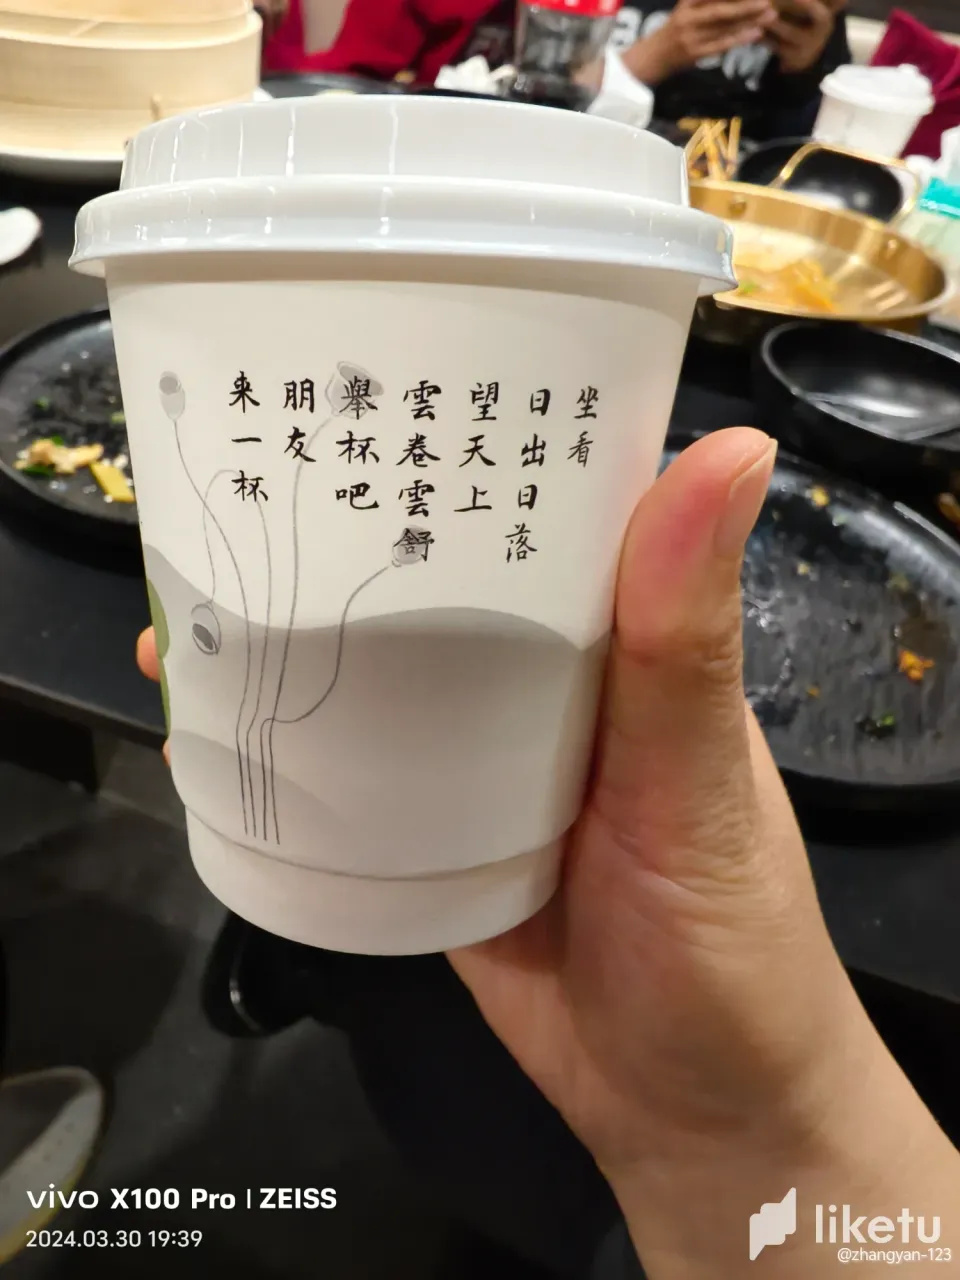 坐看
日出日落
望天上
雲卷雲舒
舉杯吧
朋友
来一杯
vivo X100 Pro | ZEISS
2024.03.30 19:39
liketu
@zhangyan-123